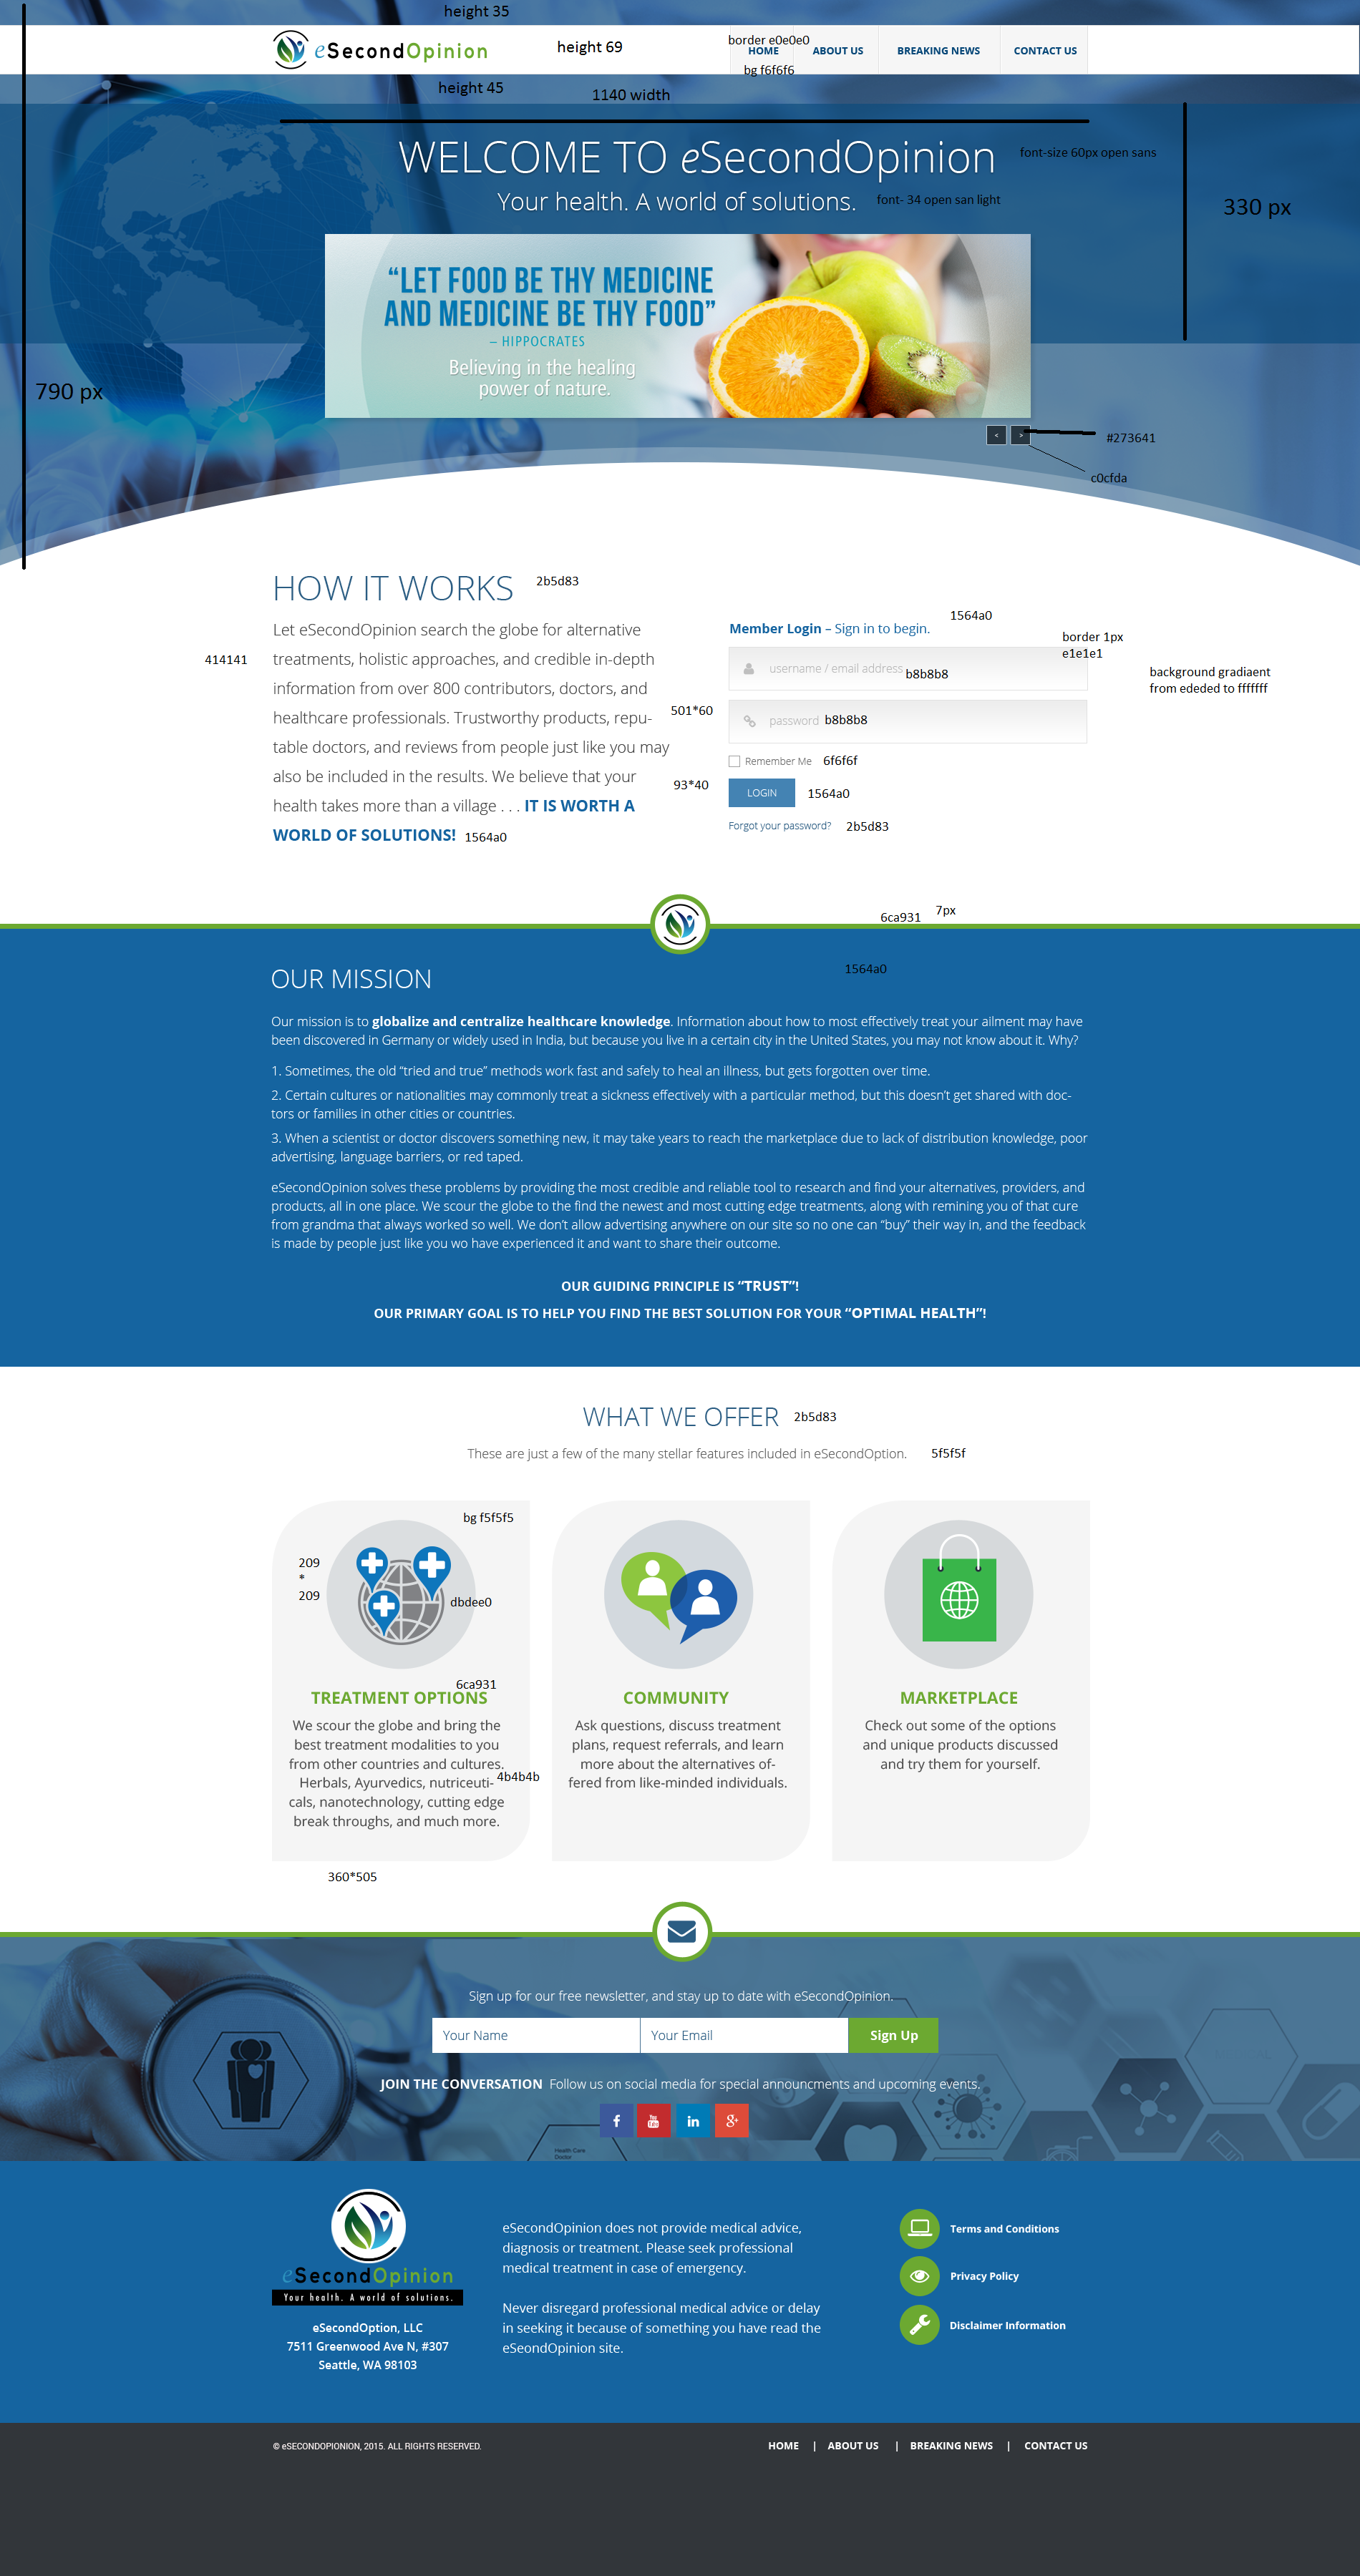 height 35
eSecondOpinion
height 69
border e0e0e0
HOME
ABOUT US
BREAKING NEWS
CONTACT US
bg f6f6f6
height 45
1140 width
WELCOME TO eSecondOpinion
font-size 60px open sans
Your health. A world of solutions.
font- 34 open san light
330 px
“LET FOOD BE THY MEDICINE
AND MEDICINE BE THY FOOD”
– HIPPOCRATES
Believing in the healing
power of nature.
790 px
<
>
#273641
c0cfda
HOW IT WORKS
2b5d83
Let eSecondOpinion search the globe for alternative
treatments, holistic approaches, and credible in-depth
information from over 800 contributors, doctors, and
healthcare professionals. Trustworthy products, repu-
table doctors, and reviews from people just like you may
also be included in the results. We believe that your
health takes more than a village . . . IT IS WORTH A
WORLD OF SOLUTIONS!
1564a0
414141
501*60
93*40
1564a0
Member Login – Sign in to begin.
border 1px
e1e1e1
username / email address
b8b8b8
background gradiaent
from ededed to fffffff
password
b8b8b8
Remember Me
6f6f6f
LOGIN
1564a0
Forgot your password?
2b5d83
6ca931
7px
1564a0
OUR MISSION
Our mission is to globalize and centralize healthcare knowledge. Information about how to most effectively treat your ailment may have
been discovered in Germany or widely used in India, but because you live in a certain city in the United States, you may not know about it. Why?
1. Sometimes, the old “tried and true” methods work fast and safely to heal an illness, but gets forgotten over time.
2. Certain cultures or nationalities may commonly treat a sickness effectively with a particular method, but this doesn’t get shared with doc-
tors or families in other cities or countries.
3. When a scientist or doctor discovers something new, it may take years to reach the marketplace due to lack of distribution knowledge, poor
advertising, language barriers, or red taped.
eSecondOpinion solves these problems by providing the most credible and reliable tool to research and find your alternatives, providers, and
products, all in one place. We scour the globe to the find the newest and most cutting edge treatments, along with remining you of that cure
from grandma that always worked so well. We don’t allow advertising anywhere on our site so no one can “buy” their way in, and the feedback
is made by people just like you wo have experienced it and want to share their outcome.
OUR GUIDING PRINCIPLE IS “TRUST”!
OUR PRIMARY GOAL IS TO HELP YOU FIND THE BEST SOLUTION FOR YOUR “OPTIMAL HEALTH”!
WHAT WE OFFER
2b5d83
These are just a few of the many stellar features included in eSecondOption.
5f5f5f
bg f5f5f5
209
*
209
dbdee0
6ca931
TREATMENT OPTIONS
We scour the globe and bring the
best treatment modalities to you
from other countries and cultures.
Herbals, Ayurvedics, nutriceuti-
cals, nanotechnology, cutting edge
break throughs, and much more.
4b4b4b
COMMUNITY
Ask questions, discuss treatment
plans, request referrals, and learn
more about the alternatives of-
fered from like-minded individuals.
MARKETPLACE
Check out some of the options
and unique products discussed
and try them for yourself.
360*505
Sign up for our free newsletter, and stay up to date with eSecondOpinion.
Your Name
Your Email
Sign Up
JOIN THE CONVERSATION Follow us on social media for special announcments and upcoming events.
f
You Tube
in
g+
Health Care
Doctor
eSecondOpinion
Your health. A world of solutions.
eSecondOption, LLC
7511 Greenwood Ave N, #307
Seattle, WA 98103
eSecondOpinion does not provide medical advice,
diagnosis or treatment. Please seek professional
medical treatment in case of emergency.
Never disregard professional medical advice or delay
in seeking it because of something you have read the
eSeondOpinion site.
Terms and Conditions
Privacy Policy
Disclaimer Information
© eSECONDOPIONION, 2015. ALL RIGHTS RESERVED.
HOME | ABOUT US | BREAKING NEWS | CONTACT US